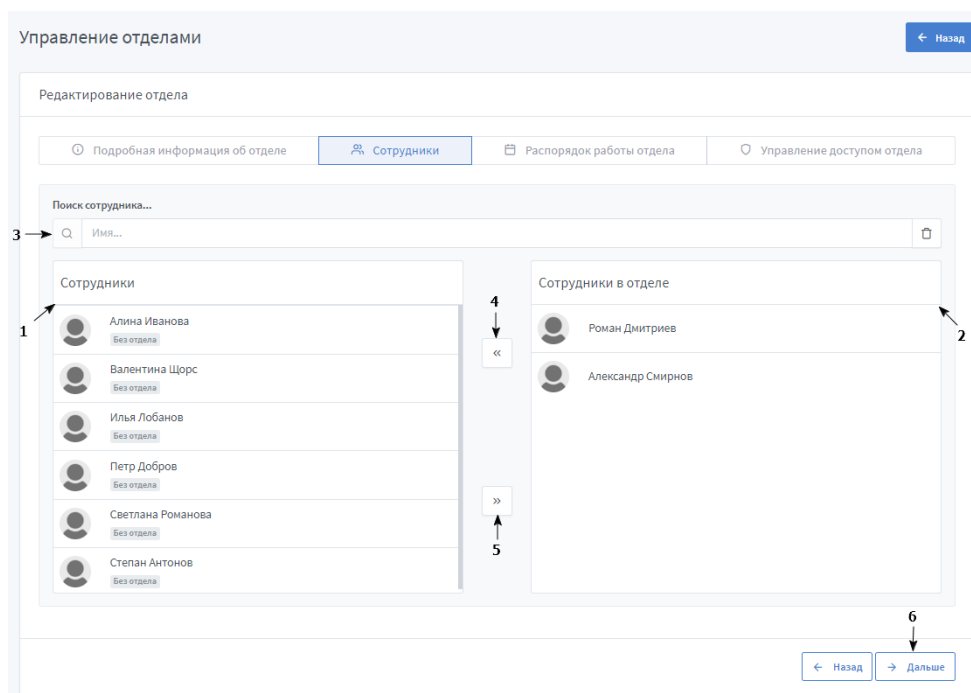 Управление отделами
← Назад
Редактирование отдела
Подробная информация об отделе
Сотрудники
Распорядок работы отдела
Управление доступом отдела
Поиск сотрудника...
3
Имя...
Сотрудники
Сотрудники в отделе
1
4
2
Алина Иванова
Без отдела
Роман Дмитриев
«
Валентина Щорс
Без отдела
Александр Смирнов
Илья Лобанов
Без отдела
Петр Добров
Без отдела
»
Светлана Романова
Без отдела
5
Степан Антонов
Без отдела
6
← Назад
→ Дальше